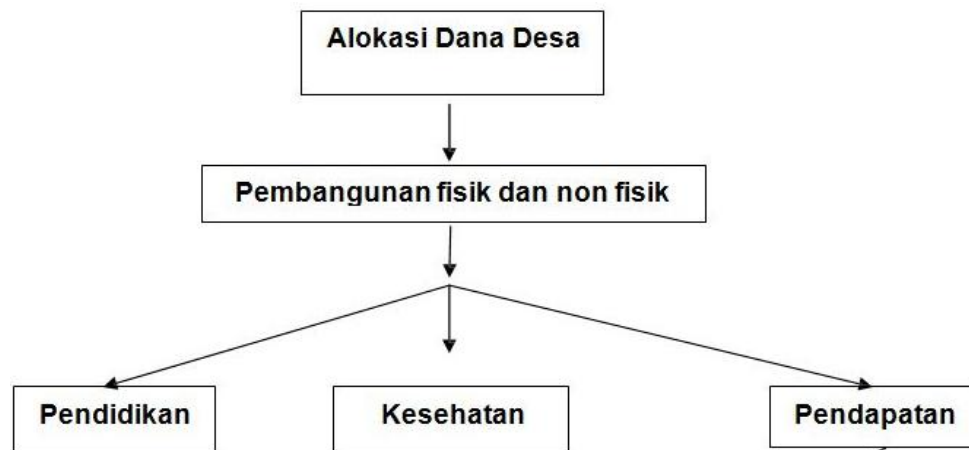 Alokasi Dana Desa
Pembangunan fisik dan non fisik
Pendidikan
Kesehatan
Pendapatan